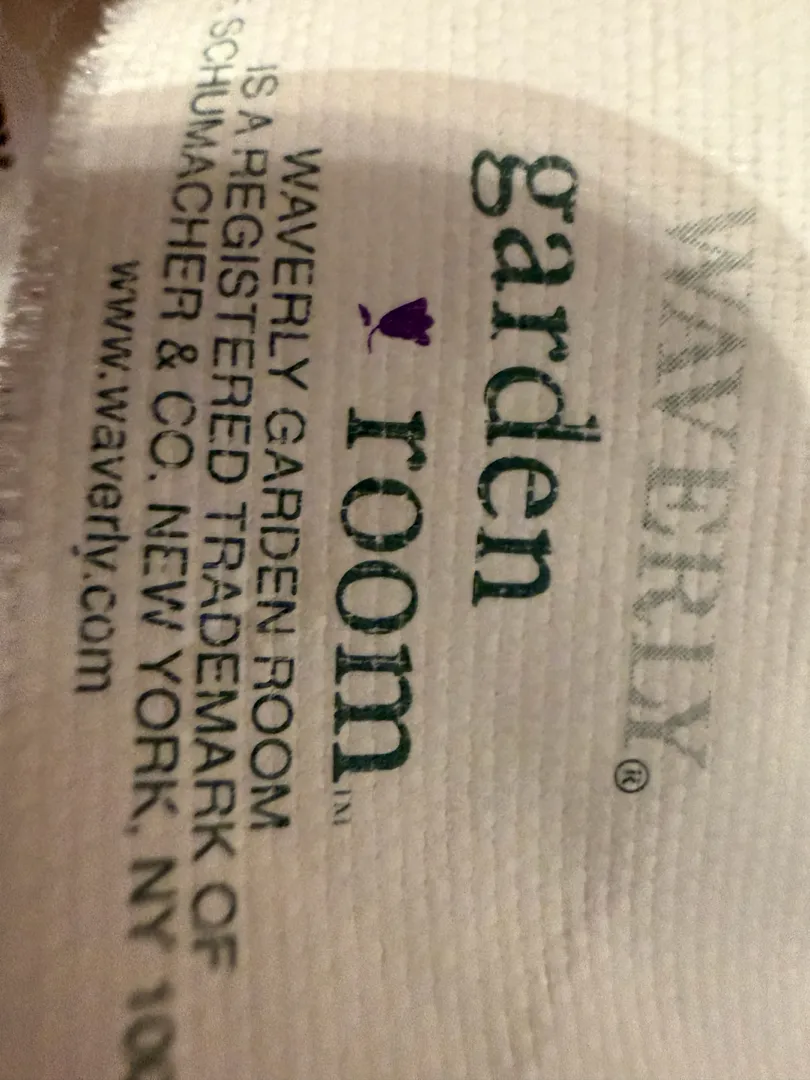 WAVERLY®
garden
room™
WAVERLY GARDEN ROOM
IS A REGISTERED TRADEMARK OF
SCHUMACHER & CO. NEW YORK, NY
www.waverly.com